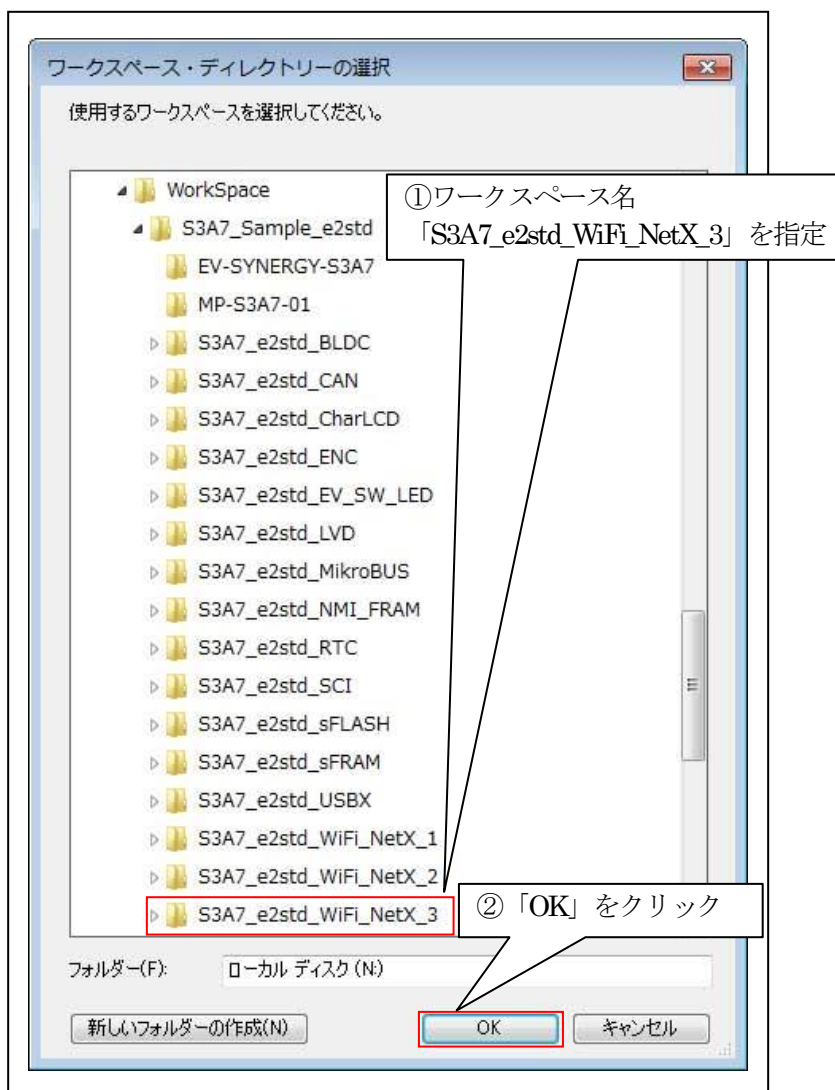 ワークスペース・ディレクトリーの選択
使用するワークスペースを選択してください。
WorkSpace
①ワークスペース名
「S3A7_e2std_WiFi_NetX_3」を指定
S3A7_Sample_e2std
EV-SYNERGY-S3A7
MP-S3A7-01
S3A7_e2std_BLDC
S3A7_e2std_CAN
S3A7_e2std_CharLCD
S3A7_e2std_ENC
S3A7_e2std_EV_SW_LED
S3A7_e2std_LVD
S3A7_e2std_MikroBUS
S3A7_e2std_NMI_FRAM
S3A7_e2std_RTC
S3A7_e2std_SCI
S3A7_e2std_sFLASH
S3A7_e2std_sFRAM
S3A7_e2std_USBX
S3A7_e2std_WiFi_NetX_1
S3A7_e2std_WiFi_NetX_2
S3A7_e2std_WiFi_NetX_3
②「OK」をクリック
フォルダー(F): ローカル ディスク (N:)
新しいフォルダーの作成(N) OK キャンセル